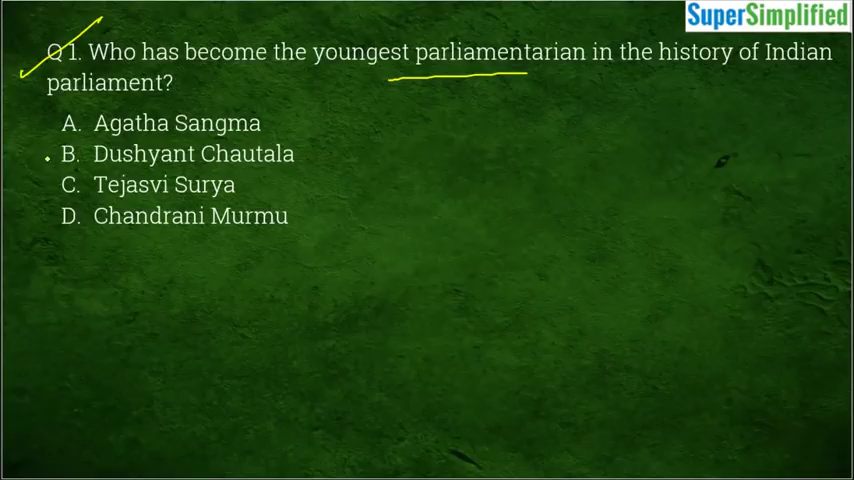 SuperSimplified
Q 1. Who has become the youngest parliamentarian in the history of Indian
parliament?
A. Agatha Sangma
B. Dushyant Chautala
C. Tejasvi Surya
D. Chandrani Murmu